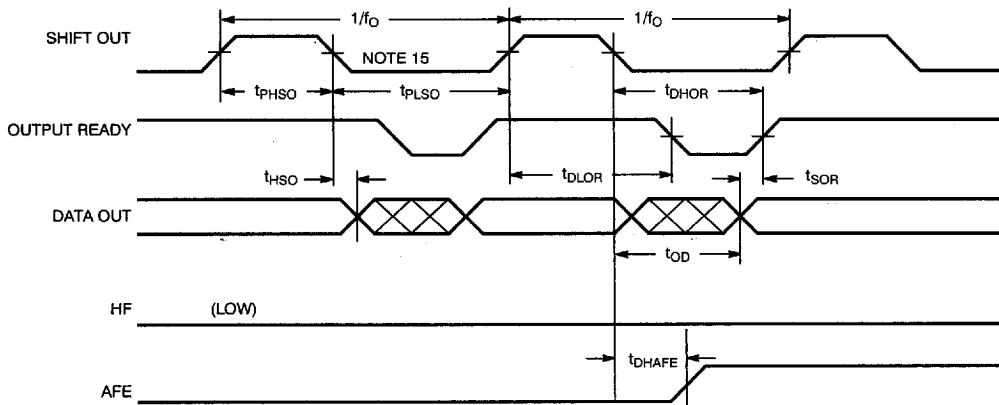 1/fO 1/fO
SHIFT OUT
NOTE 15
tPHSO tPLSO tDHOR
OUTPUT READY
tHSO tDLOR tSOR
DATA OUT
tOD
HF (LOW)
tDHAFE
AFE